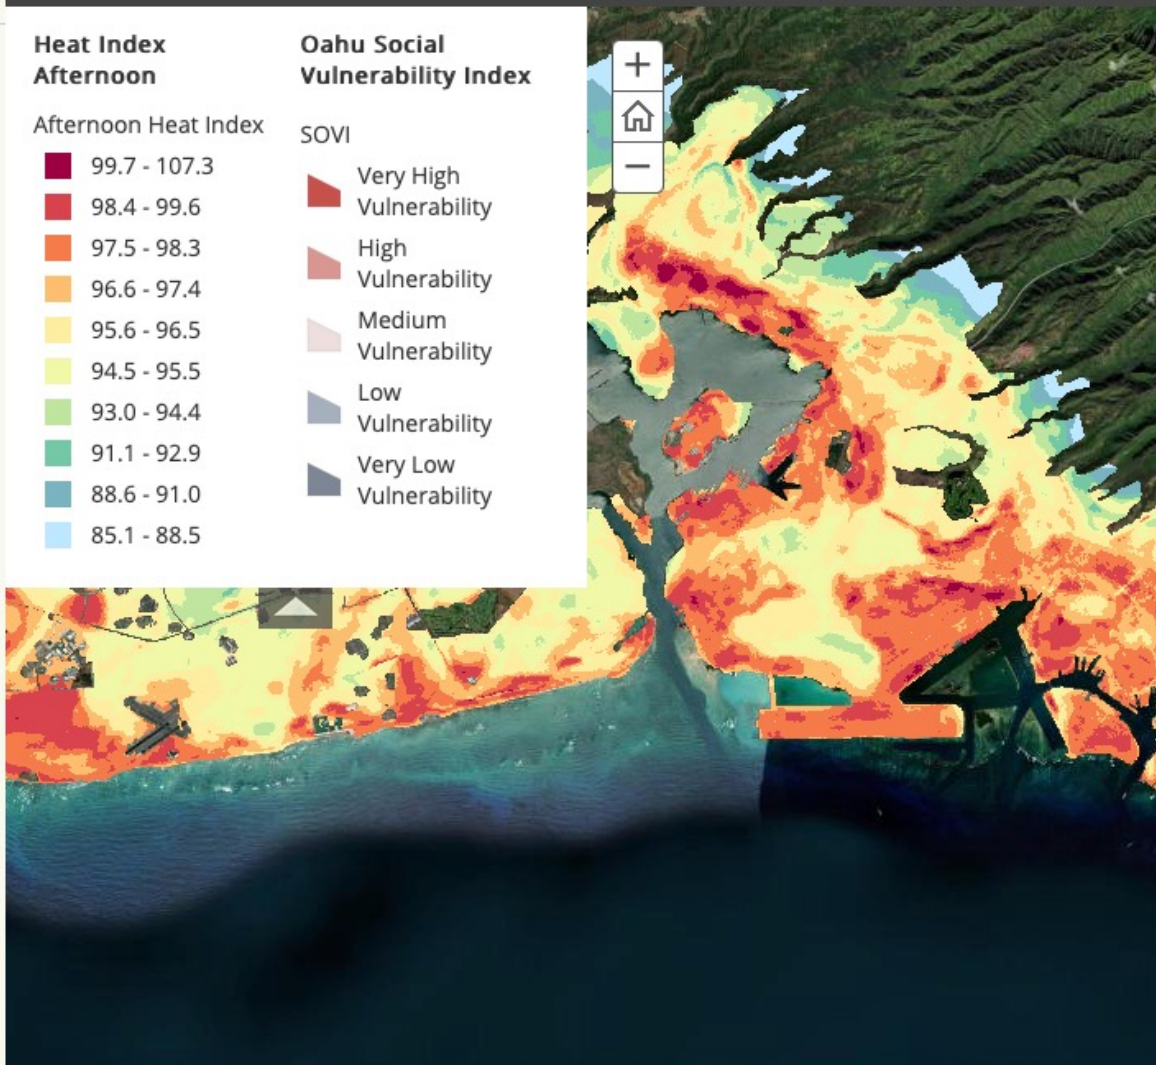 Heat Index
Afternoon
Afternoon Heat Index
99.7 - 107.3
98.4 - 99.6
97.5 - 98.3
96.6 - 97.4
95.6 - 96.5
94.5 - 95.5
93.0 - 94.4
91.1 - 92.9
88.6 - 91.0
85.1 - 88.5
Oahu Social
Vulnerability Index
SOVI
Very High
Vulnerability
High
Vulnerability
Medium
Vulnerability
Low
Vulnerability
Very Low
Vulnerability
+
−